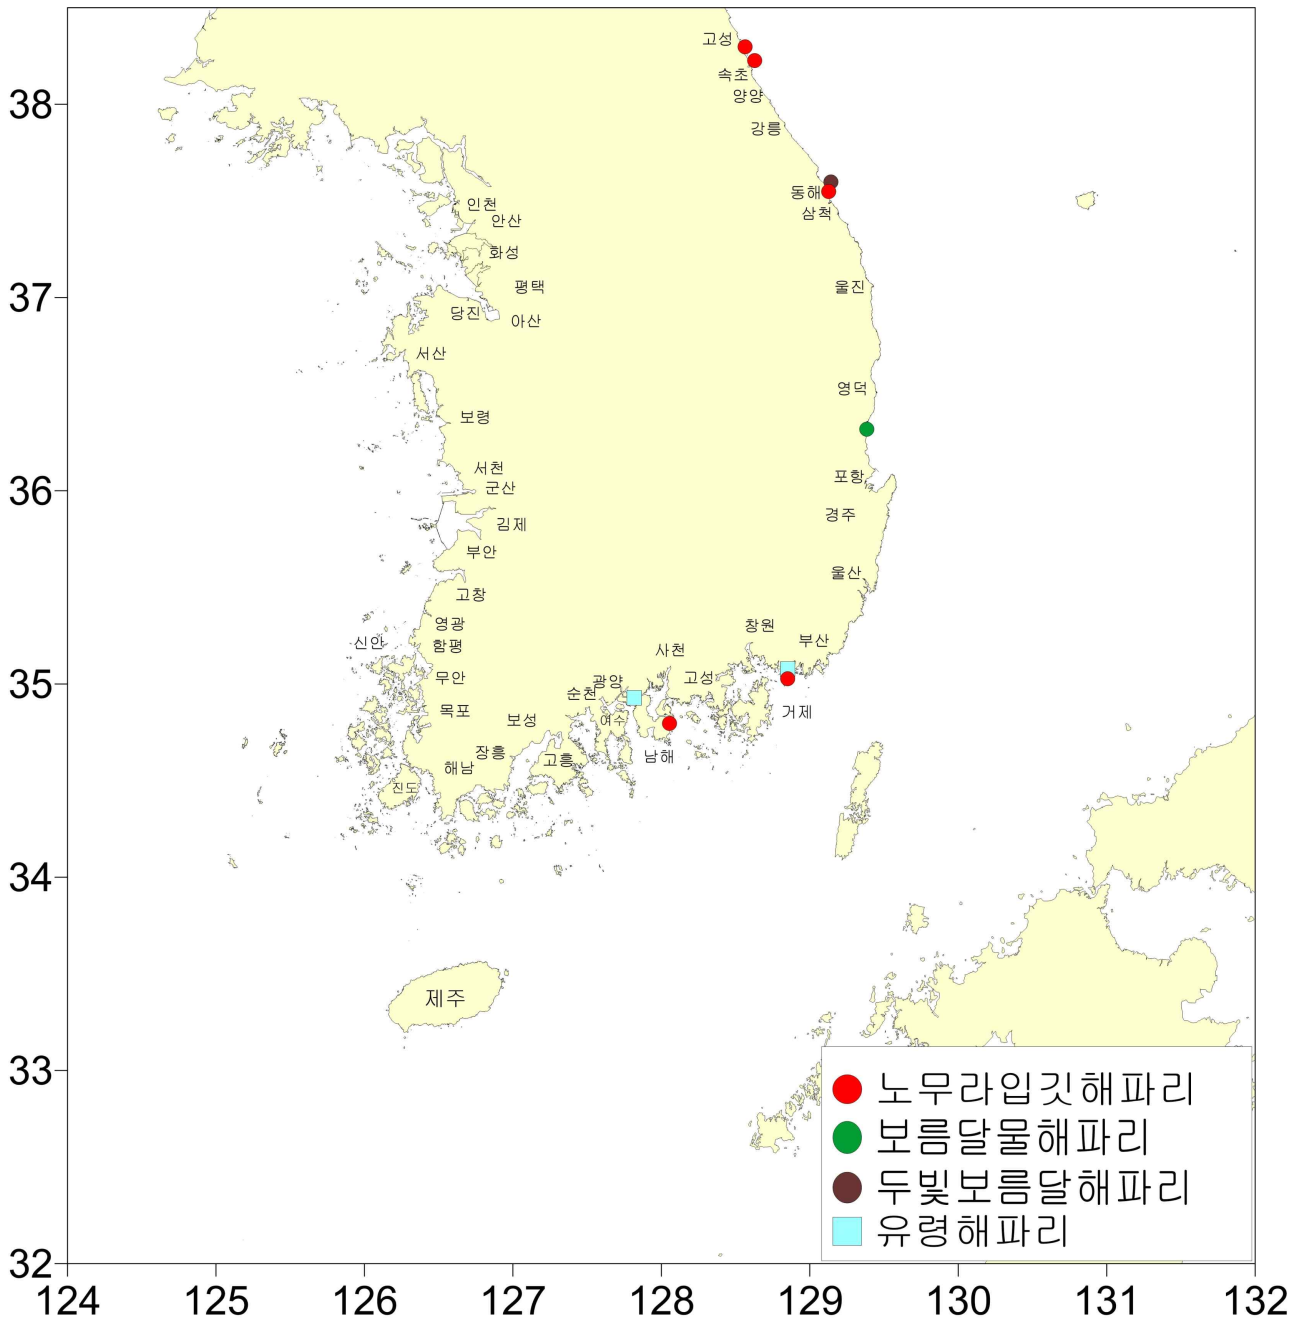 고성
속초
양양
강릉
동해
삼척
울진
영덕
포항
경주
울산
부산
창원
거제
고성
사천
남해
광양
순천
여수
보성
고흥
장흥
해남
진도
목포
무안
신안
함평
영광
고창
부안
김제
군산
서천
보령
서산
당진
아산
평택
화성
안산
인천
제주
38
37
36
35
34
33
32
124 125 126 127 128 129 130 131 132
노무라입깃해파리
보름달물해파리
두빛보름달해파리
유령해파리